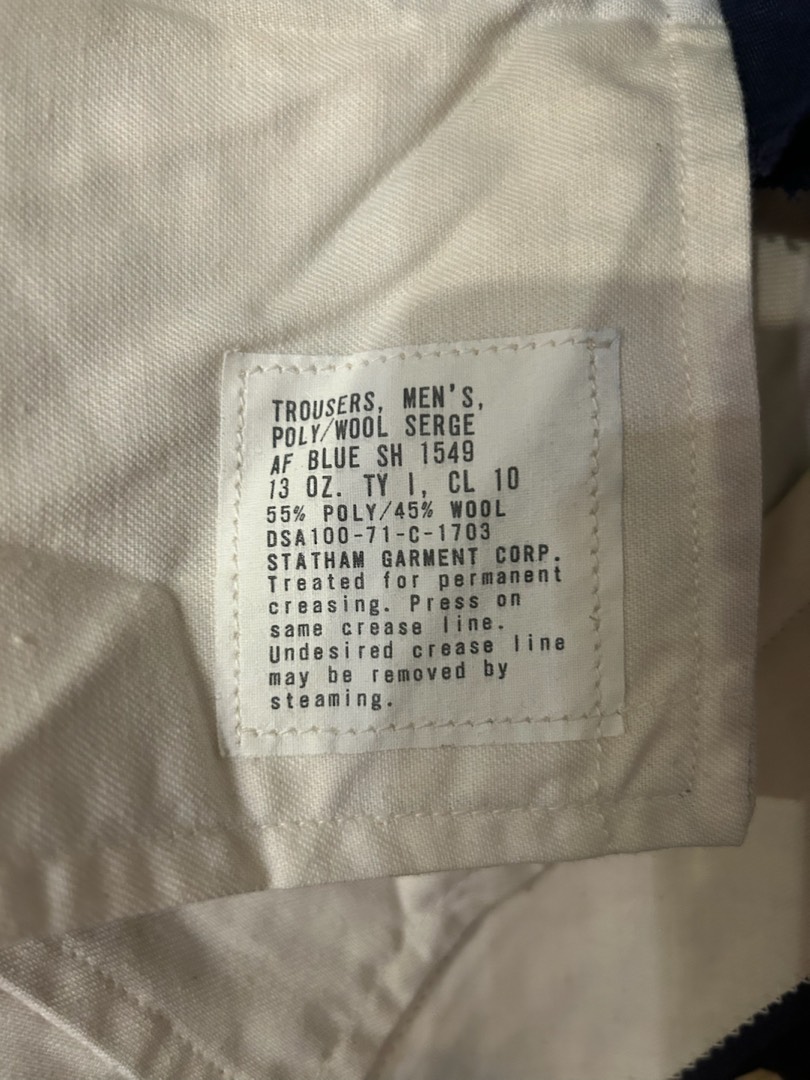 TROUSERS, MEN'S,
POLY/WOOL SERGE
AF BLUE SH 1549
13 OZ. TY I, CL 10
55% POLY/45% WOOL
DSA100-71-C-1703
STATHAM GARMENT CORP.
Treated for permanent
creasing. Press on
same crease line.
Undesired crease line
may be removed by
steaming.